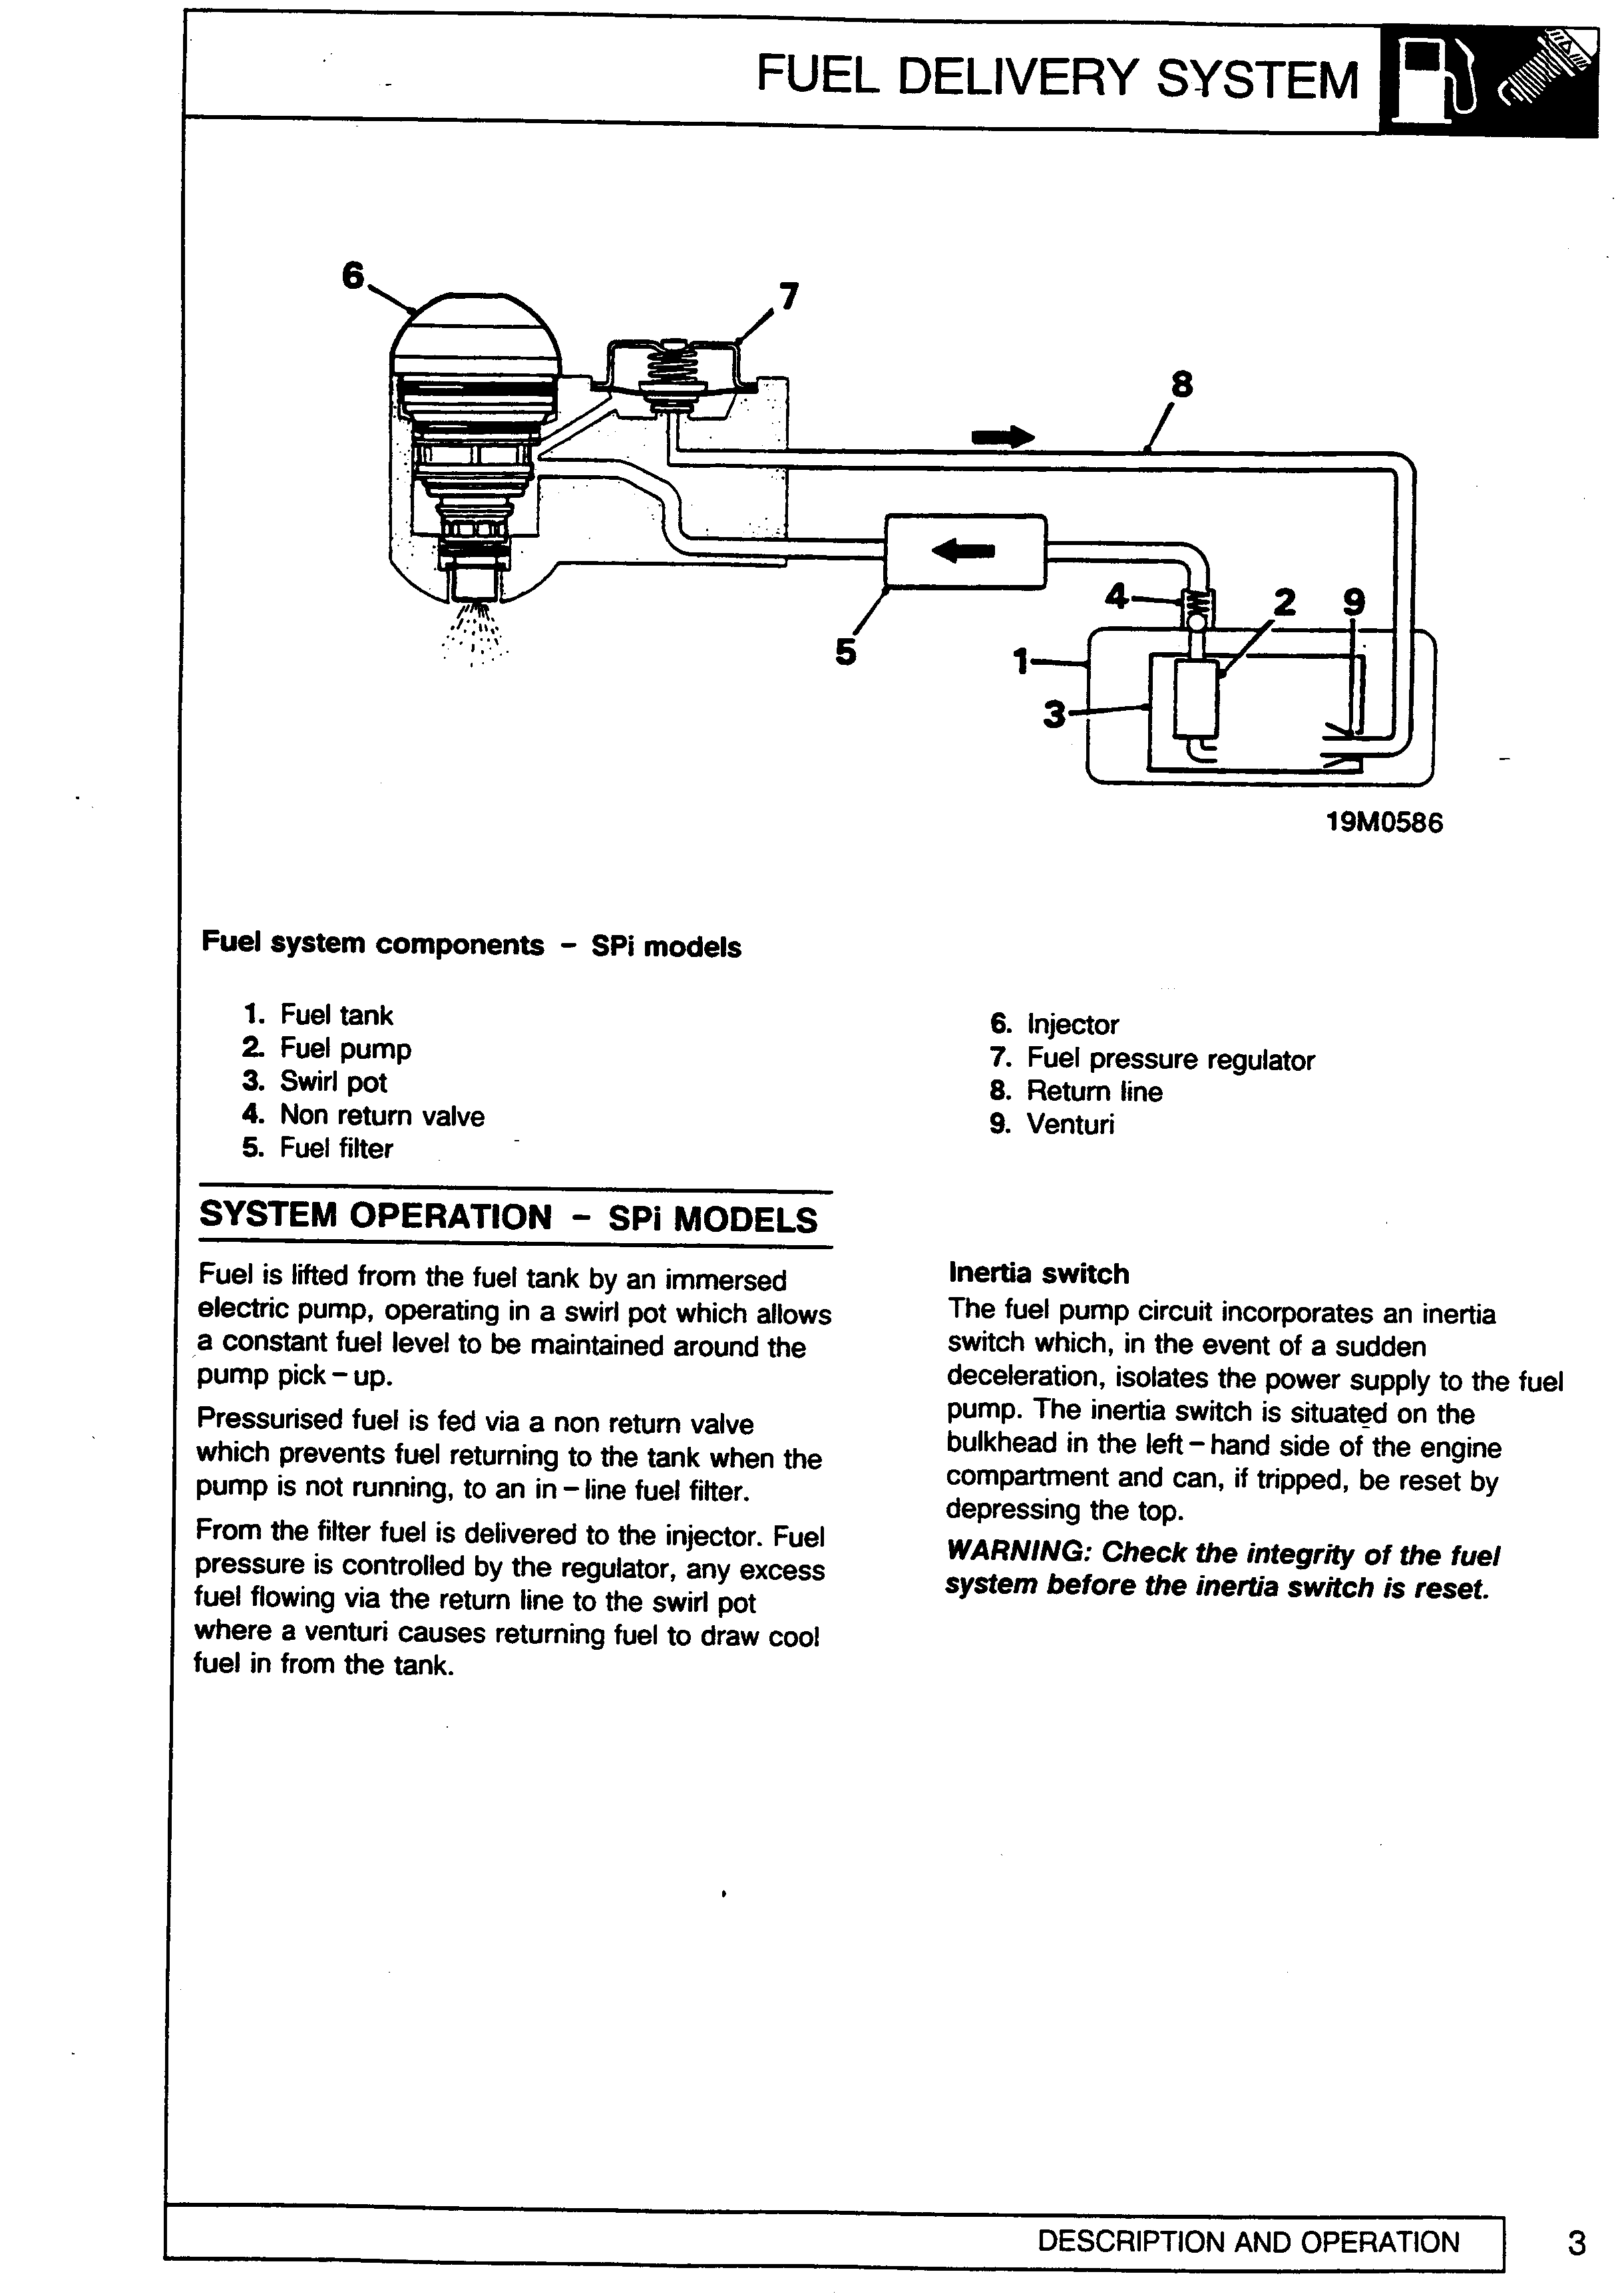 FUEL DELIVERY SYSTEM
6
7
8
5
4
2
9
1
3
19M0586
Fuel system components – SPi models
1. Fuel tank
2. Fuel pump
3. Swirl pot
4. Non return valve
5. Fuel filter
6. Injector
7. Fuel pressure regulator
8. Return line
9. Venturi
SYSTEM OPERATION – SPi MODELS
Fuel is lifted from the fuel tank by an immersed
electric pump, operating in a swirl pot which allows
a constant fuel level to be maintained around the
pump pick–up.
Pressurised fuel is fed via a non return valve
which prevents fuel returning to the tank when the
pump is not running, to an in–line fuel filter.
From the filter fuel is delivered to the injector. Fuel
pressure is controlled by the regulator, any excess
fuel flowing via the return line to the swirl pot
where a venturi causes returning fuel to draw cool
fuel in from the tank.
Inertia switch
The fuel pump circuit incorporates an inertia
switch which, in the event of a sudden
deceleration, isolates the power supply to the fuel
pump. The inertia switch is situated on the
bulkhead in the left–hand side of the engine
compartment and can, if tripped, be reset by
depressing the top.
WARNING: Check the integrity of the fuel
system before the inertia switch is reset.
DESCRIPTION AND OPERATION
3